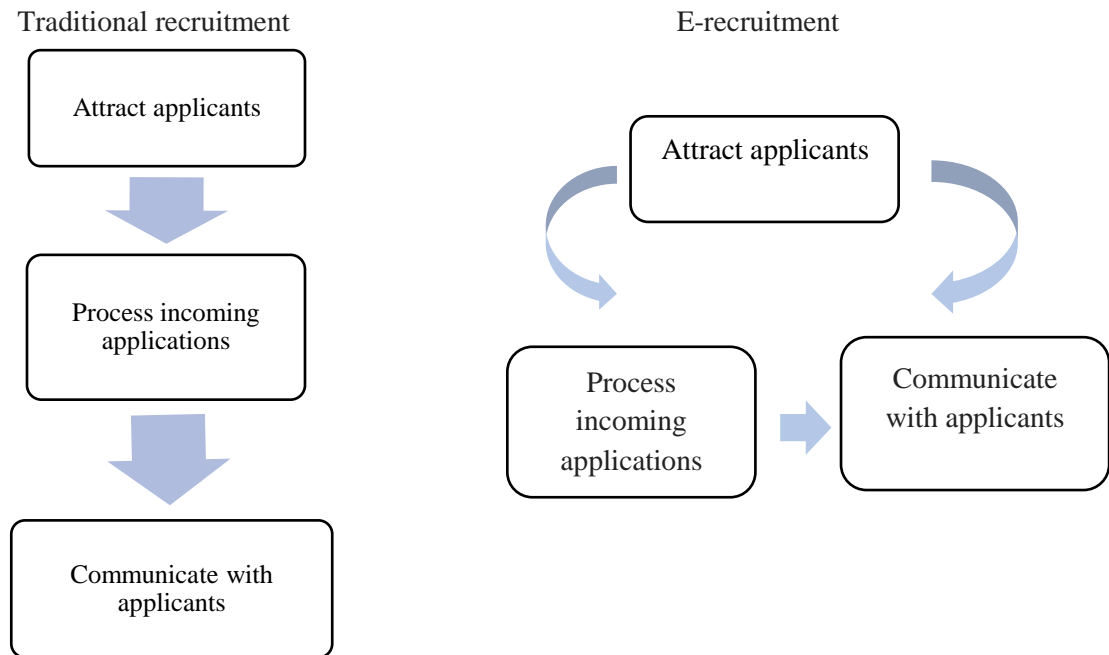 Traditional recruitment
Attract applicants
Process incoming
applications
Communicate with
applicants
E-recruitment
Attract applicants
Process
incoming
applications
Communicate
with applicants